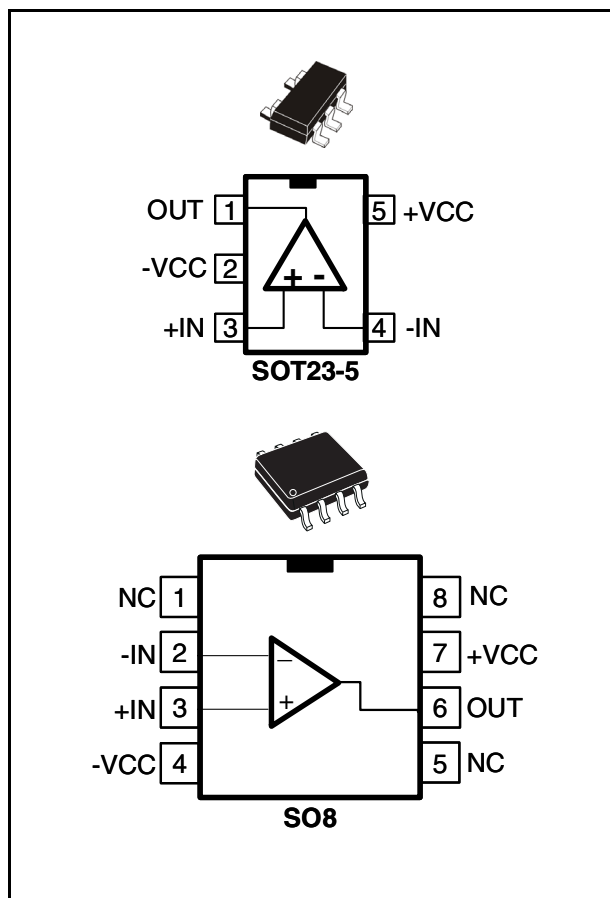 OUT 1 5 +VCC
-VCC 2
+ -
+IN 3 4 -IN
SOT23-5
NC 1 8 NC
-IN 2 − 7 +VCC
+IN 3 + 6 OUT
-VCC 4 5 NC
SO8